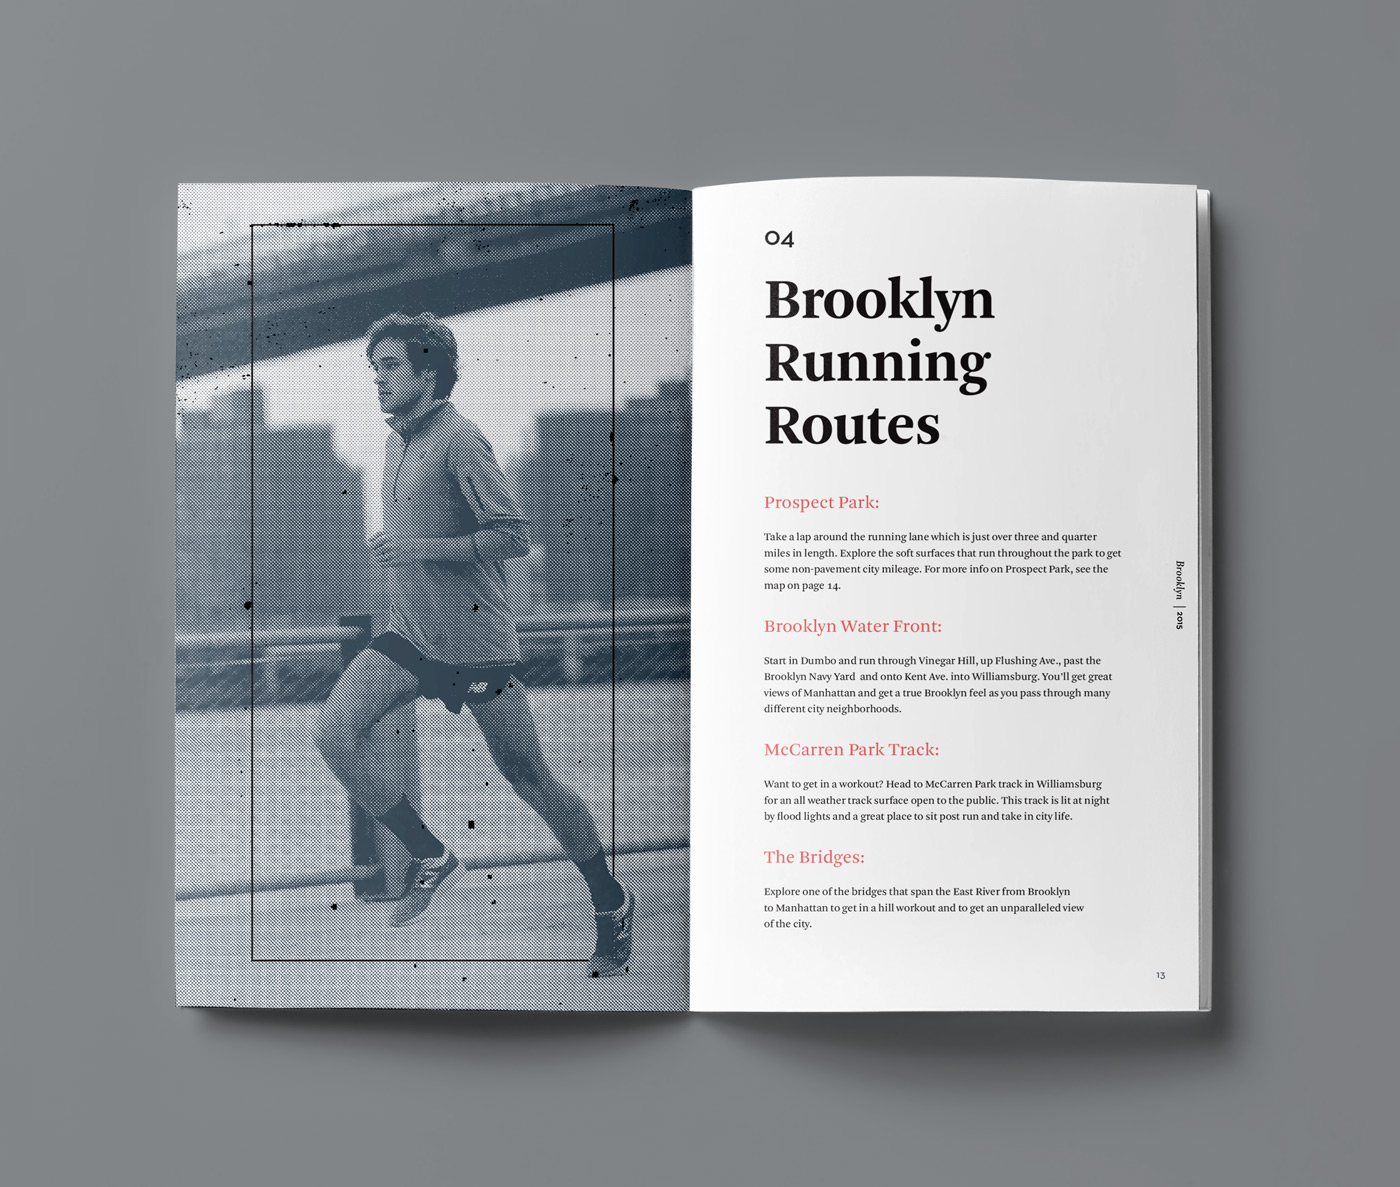 04
Brooklyn
Running
Routes
Prospect Park:
Take a lap around the running lane which is just over three and quarter
miles in length. Explore the soft surfaces that run throughout the park to get
some non-pavement city mileage. For more info on Prospect Park, see the
map on page 14.
Brooklyn Water Front:
Start in Dumbo and run through Vinegar Hill, up Flushing Ave., past the
Brooklyn Navy Yard and onto Kent Ave. into Williamsburg. You'll get great
views of Manhattan and get a true Brooklyn feel as you pass through many
different city neighborhoods.
McCarren Park Track:
Want to get in a workout? Head to McCarren Park track in Williamsburg
for an all weather track surface open to the public. This track is lit at night
by flood lights and a great place to sit post run and take in city life.
The Bridges:
Explore one of the bridges that span the East River from Brooklyn
to Manhattan to get in a hill workout and to get an unparalleled view
of the city.
Brooklyn | 2015
13
NB